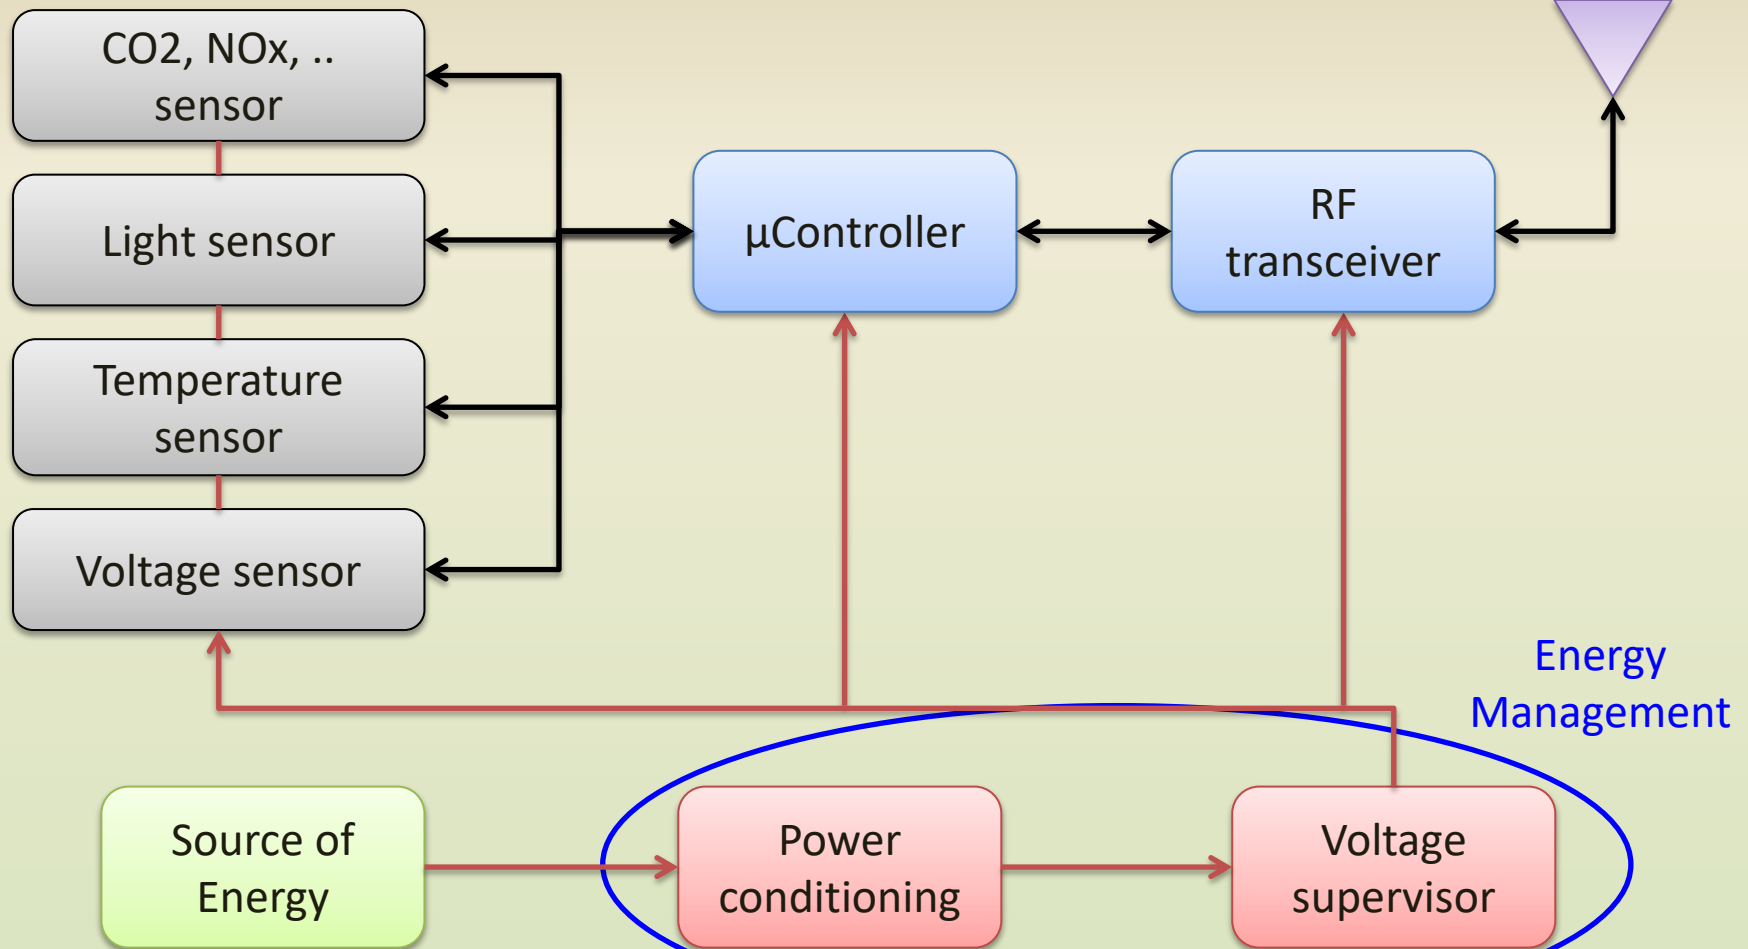 CO2, NOx, ..
sensor
Light sensor
Temperature
sensor
Voltage sensor
µController
RF
transceiver
Energy
Management
Source of
Energy
Power
conditioning
Voltage
supervisor